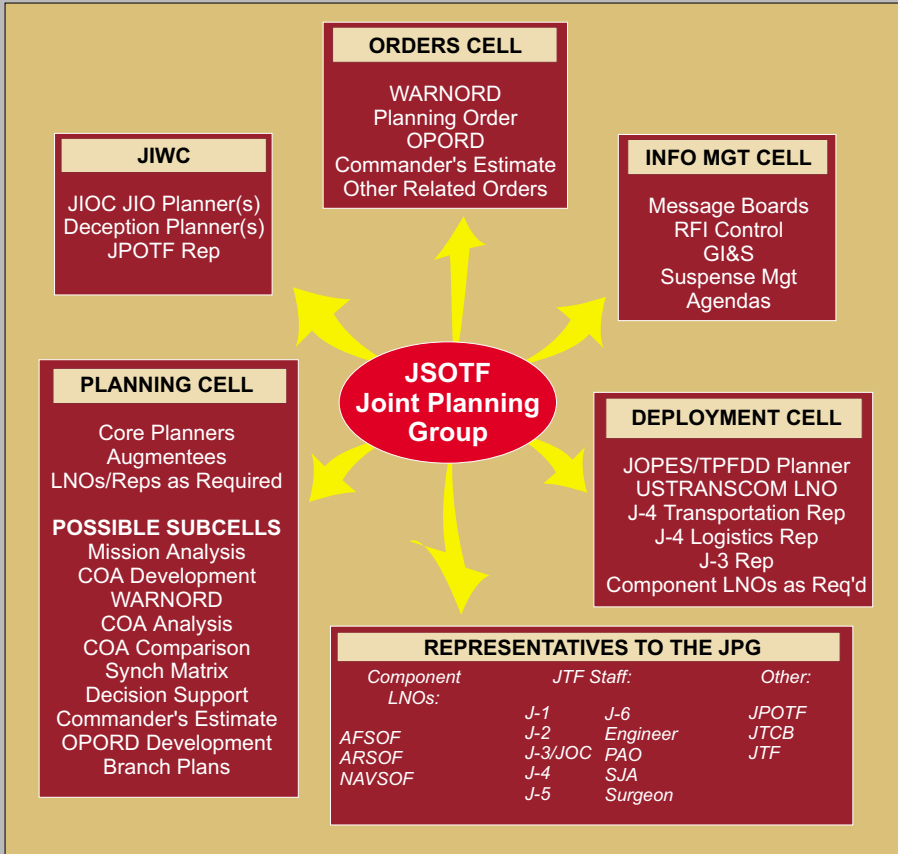 ORDERS CELL
WARNORD
Planning Order
OPORD
Commander's Estimate
Other Related Orders
JIWC
JIOC JIO Planner(s)
Deception Planner(s)
JPOTF Rep
INFO MGT CELL
Message Boards
RFI Control
GI&S
Suspense Mgt
Agendas
JSOTF
Joint Planning
Group
PLANNING CELL
Core Planners
Augmentees
LNOs/Reps as Required
POSSIBLE SUBCELLS
Mission Analysis
COA Development
WARNORD
COA Analysis
COA Comparison
Synch Matrix
Decision Support
Commander's Estimate
OPORD Development
Branch Plans
DEPLOYMENT CELL
JOPES/TPFDD Planner
USTRANSCOM LNO
J-4 Transportation Rep
J-4 Logistics Rep
J-3 Rep
Component LNOs as Req'd
REPRESENTATIVES TO THE JPG
Component
LNOs:
AFSOF
ARSOF
NAVSOF
JTF Staff:
J-1
J-2
J-3/JOC
J-4
J-5
J-6
Engineer
PAO
SJA
Surgeon
Other:
JPOTF
JTCB
JTF